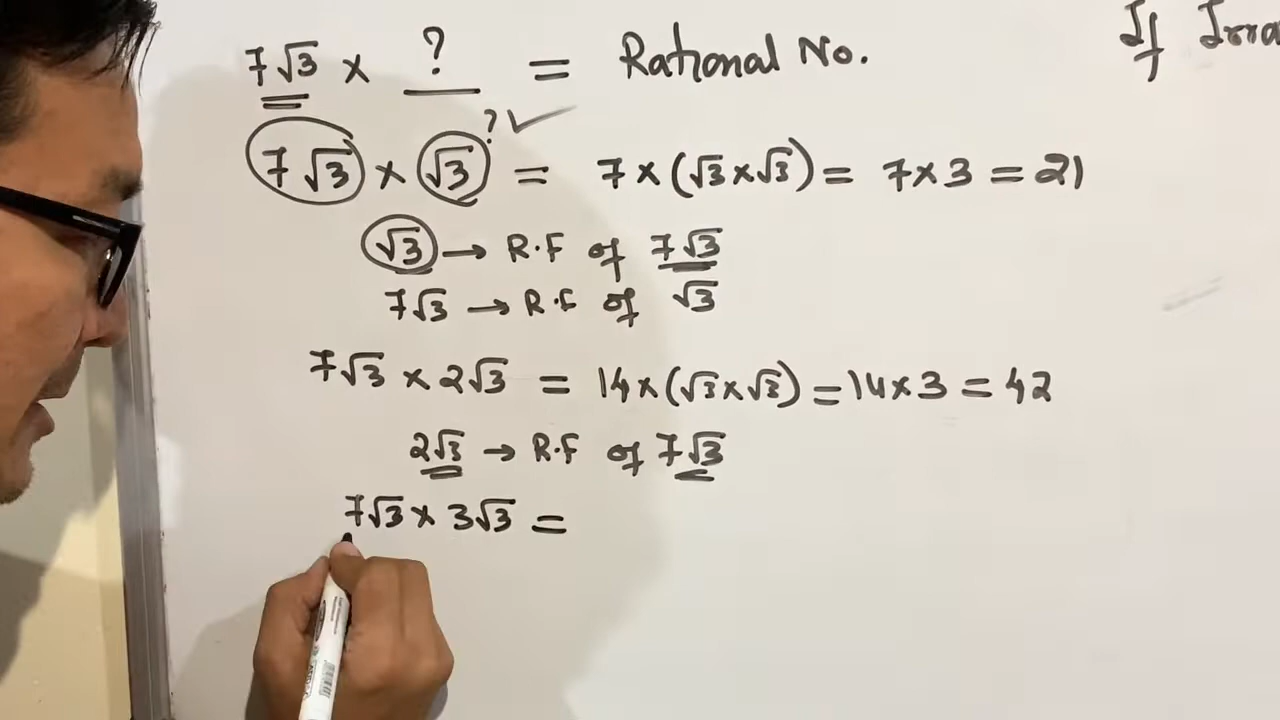 7√3 × ? = Rational No.
If Irra
7√3 × √3 ? ✓ = 7×(√3×√3) = 7×3 = 21
√3 → R.F of 7√3
7√3 → R.F of √3
7√3 × 2√3 = 14×(√3×√3) = 14×3 = 42
2√3 → R.F of 7√3
7√3 × 3√3 =